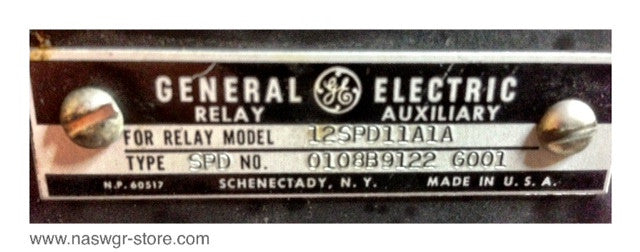 GENERAL GE ELECTRIC
RELAY AUXILIARY
FOR RELAY MODEL 12SPD11A1A
TYPE SPD NO. 0108B9122 G001
N.P. 60517 SCHENECTADY, N. Y. MADE IN U. S. A.
www.naswgr-store.com